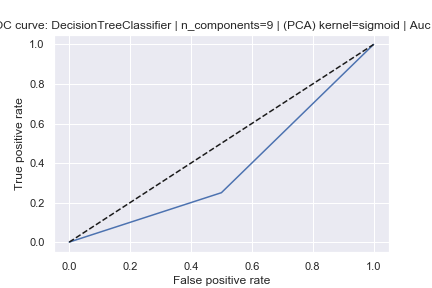 OC curve: DecisionTreeClassifier | n_components=9 | (PCA) kernel=sigmoid | Auc
1.0
0.8
0.6
0.4
0.2
0.0
True positive rate
0.0 0.2 0.4 0.6 0.8 1.0
False positive rate